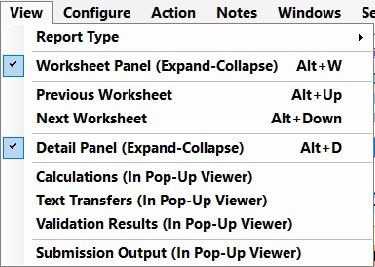 View Configure Action Notes Windows
Report Type
Worksheet Panel (Expand-Collapse) Alt+W
Previous Worksheet Alt+Up
Next Worksheet Alt+Down
Detail Panel (Expand-Collapse) Alt+D
Calculations (In Pop-Up Viewer)
Text Transfers (In Pop-Up Viewer)
Validation Results (In Pop-Up Viewer)
Submission Output (In Pop-Up Viewer)